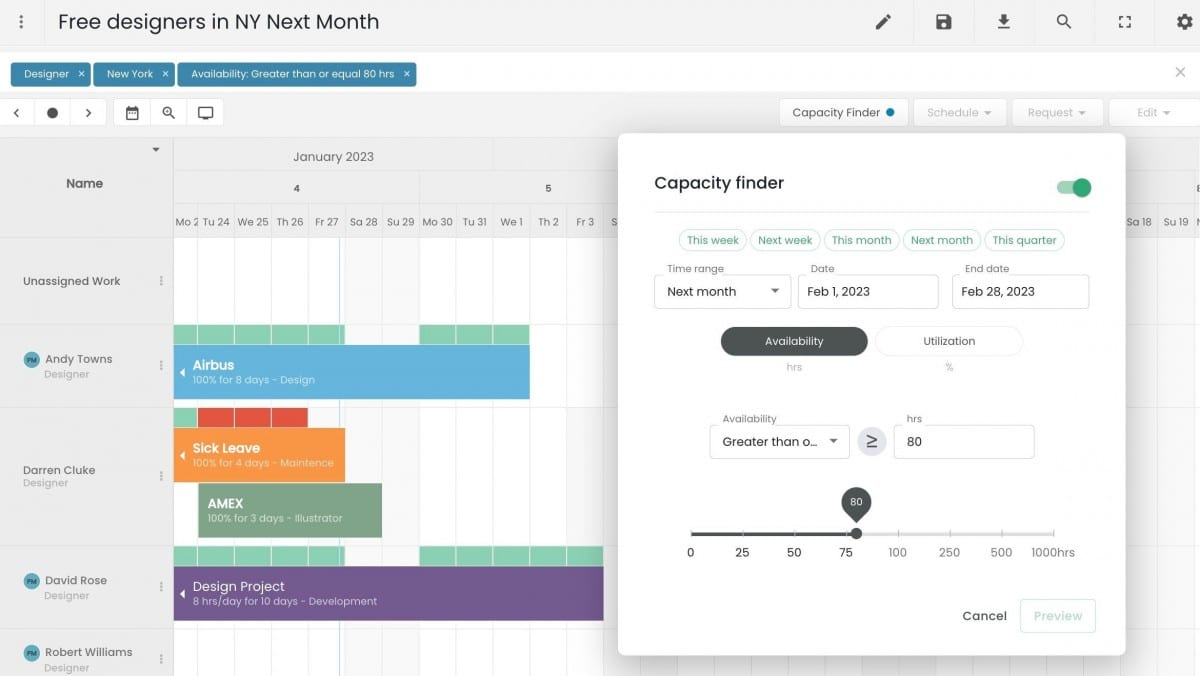 Free designers in NY Next Month
Designer × New York × Availability: Greater than or equal 80 hrs ×
Capacity Finder Schedule Request Edit
Name
January 2023
4 5
Mo 2 Tu 24 We 25 Th 26 Fr 27 Sa 28 Su 29 Mo 30 Tu 31 We 1 Th 2 Fr 3 S Sa 18 Su 19
Unassigned Work
PM Andy Towns
Designer
Airbus
100% for 8 days - Design
Darren Cluke
Designer
Sick Leave
100% for 4 days - Maintence
AMEX
100% for 3 days - Illustrator
PM David Rose
Designer
Design Project
8 hrs/day for 10 days - Development
PM Robert Williams
Designer
Capacity finder
This week Next week This month Next month This quarter
Time range Date End date
Next month Feb 1, 2023 Feb 28, 2023
Availability Utilization
hrs %
Availability hrs
Greater than o... ≥ 80
80
0 25 50 75 100 250 500 1000hrs
Cancel Preview